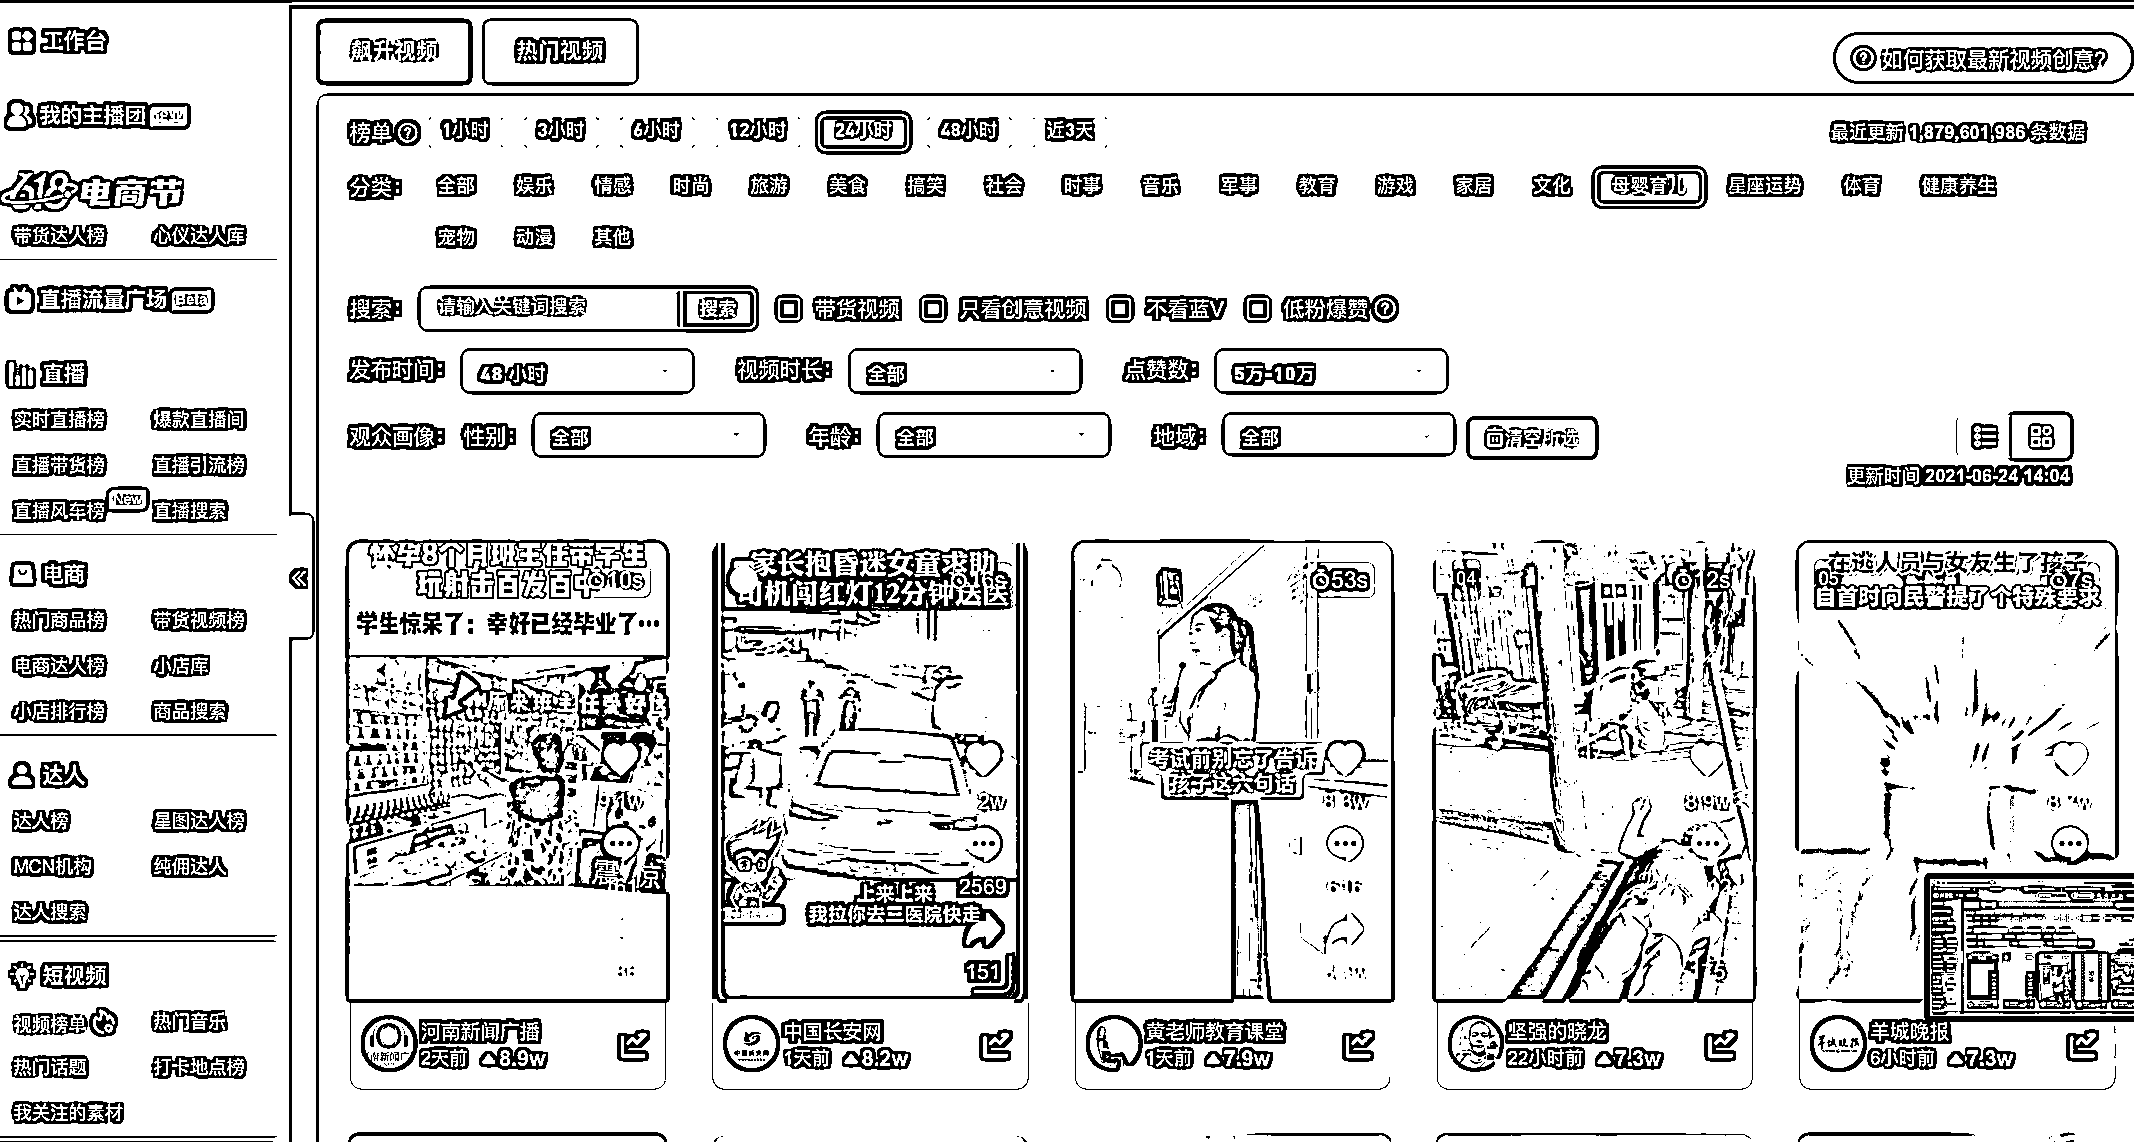 工作台
我的主播团 new
618电商节
带货达人榜 心仪达人库
直播流量广场 Beta
直播
实时直播榜 爆款直播间
直播带货榜 直播引流榜
直播风车榜 New 直播搜索
电商
热门商品榜 带货视频榜
电商达人榜 小店库
小店排行榜 商品搜索
达人
达人榜 星图达人榜
MCN机构 纯佣达人
达人搜索
短视频
视频榜单 热门音乐
热门话题 打卡地点榜
我关注的素材
飙升视频 热门视频
如何获取最新视频创意?
榜单 1小时 3小时 6小时 12小时 24小时 48小时 近3天
最近更新 1,879,601,986 条数据
分类: 全部 娱乐 情感 时尚 旅游 美食 搞笑 社会 时事 音乐 军事 教育 游戏 家居 文化 母婴育儿 星座运势 体育 健康养生
宠物 动漫 其他
搜索: 请输入关键词搜索 搜索 带货视频 只看创意视频 不看蓝V 低粉爆赞
发布时间: 48 小时 视频时长: 全部 点赞数: 5万-10万
观众画像: 性别: 全部 年龄: 全部 地域: 全部 清空所选
更新时间 2021-06-24 14:04
怀孕8个月班主任带学生
玩射击百发百中 10s
学生惊呆了：幸好已经毕业了…
河南新闻广播
2天前 8.9w
家长抱昏迷女童求助
司机闯红灯12分钟送医
2w
2569
上来上来
我拉你去三医院快走
151
中国长安网
1天前 8.2w
53s
考试前别忘了告诉
孩子这六句话
8.8w
黄老师教育课堂
1天前 7.9w
04 12s
8.9w
坚强的晓龙
22小时前 7.3w
在逃人员与女友生了孩子
05 7s
自首时向民警提了个特殊要求
羊城晚报
6小时前 7.3w